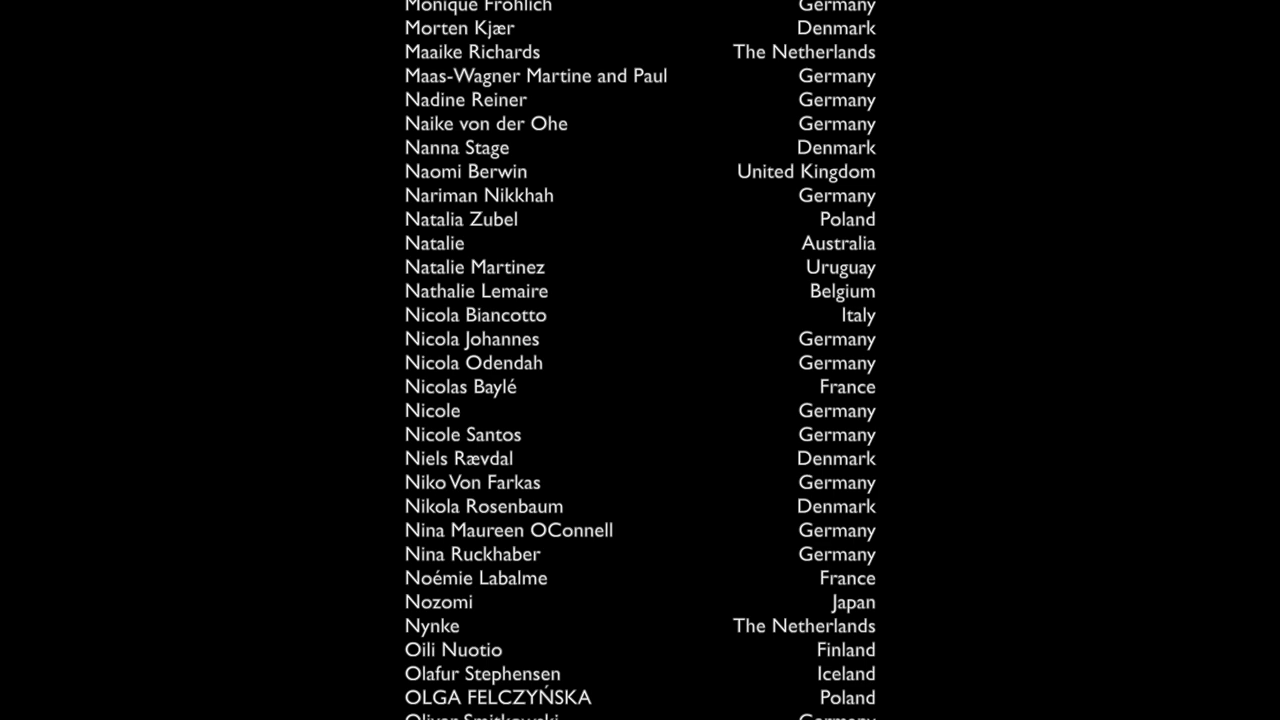 Monique Fröhlich Germany
Morten Kjær Denmark
Maaike Richards The Netherlands
Maas-Wagner Martine and Paul Germany
Nadine Reiner Germany
Naike von der Ohe Germany
Nanna Stage Denmark
Naomi Berwin United Kingdom
Nariman Nikkhah Germany
Natalia Zubel Poland
Natalie Australia
Natalie Martinez Uruguay
Nathalie Lemaire Belgium
Nicola Biancotto Italy
Nicola Johannes Germany
Nicola Odendah Germany
Nicolas Baylé France
Nicole Germany
Nicole Santos Germany
Niels Rævdal Denmark
Niko Von Farkas Germany
Nikola Rosenbaum Denmark
Nina Maureen OConnell Germany
Nina Ruckhaber Germany
Noémie Labalme France
Nozomi Japan
Nynke The Netherlands
Oili Nuotio Finland
Olafur Stephensen Iceland
OLGA FELCZYŃSKA Poland
Germany